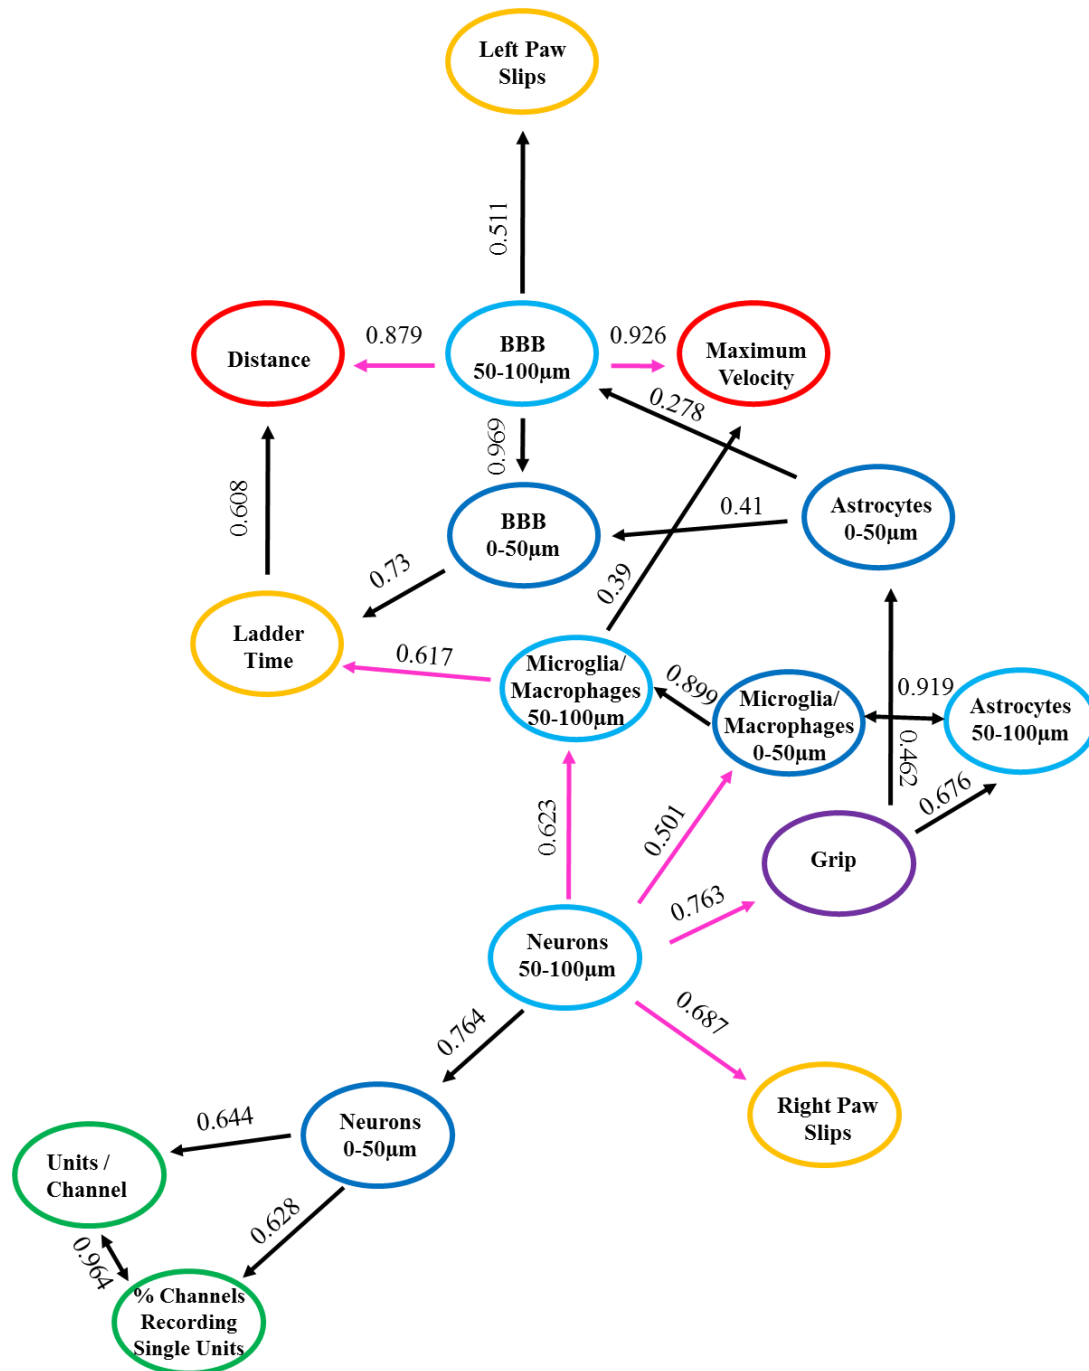 Left Paw
Slips
0.511
0.879
0.926
Distance
BBB
50-100µm
Maximum
Velocity
0.278
0.969
0.608
BBB
0-50µm
0.41
Astrocytes
0-50µm
0.73
0.39
Ladder
Time
0.617
Microglia/
Macrophages
50-100µm
0.899
Microglia/
Macrophages
0-50µm
0.919
Astrocytes
50-100µm
0.462
0.676
0.623
0.501
Grip
0.763
Neurons
50-100µm
0.687
0.764
Right Paw
Slips
0.644
Neurons
0-50µm
Units /
Channel
0.628
0.964
% Channels
Recording
Single Units